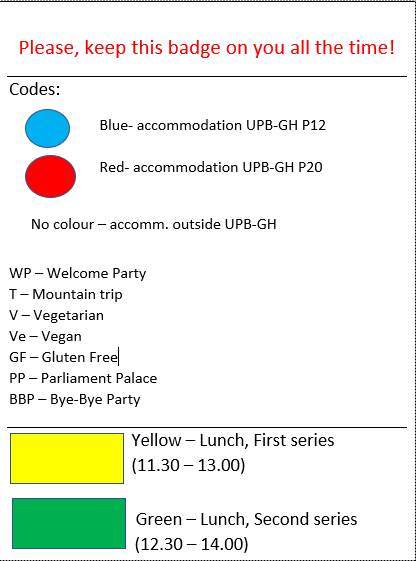 Please, keep this badge on you all the time!
Codes:
Blue- accommodation UPB-GH P12
Red- accommodation UPB-GH P20
No colour – accomm. outside UPB-GH
WP – Welcome Party
T – Mountain trip
V – Vegetarian
Ve – Vegan
GF – Gluten Free
PP – Parliament Palace
BBP – Bye-Bye Party
Yellow – Lunch, First series
(11.30 – 13.00)
Green – Lunch, Second series
(12.30 – 14.00)